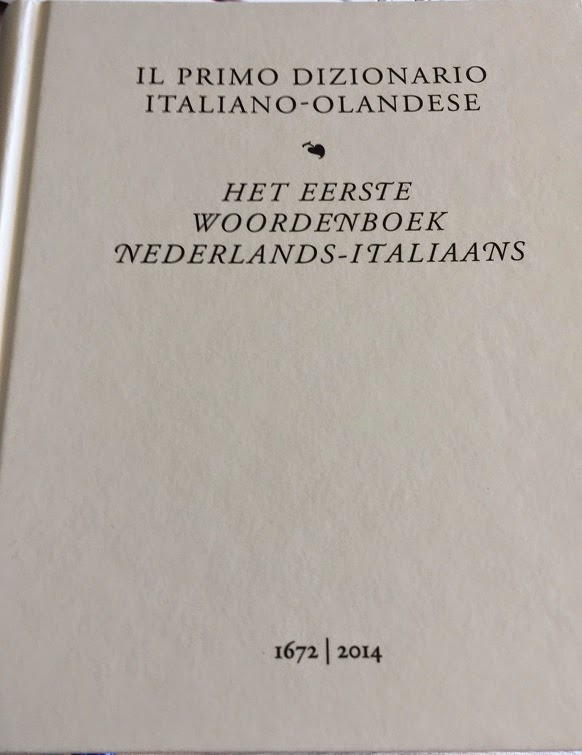 IL PRIMO DIZIONARIO
ITALIANO-OLANDESE
HET EERSTE
WOORDENBOEK
NEDERLANDS-ITALIAANS
1672 | 2014